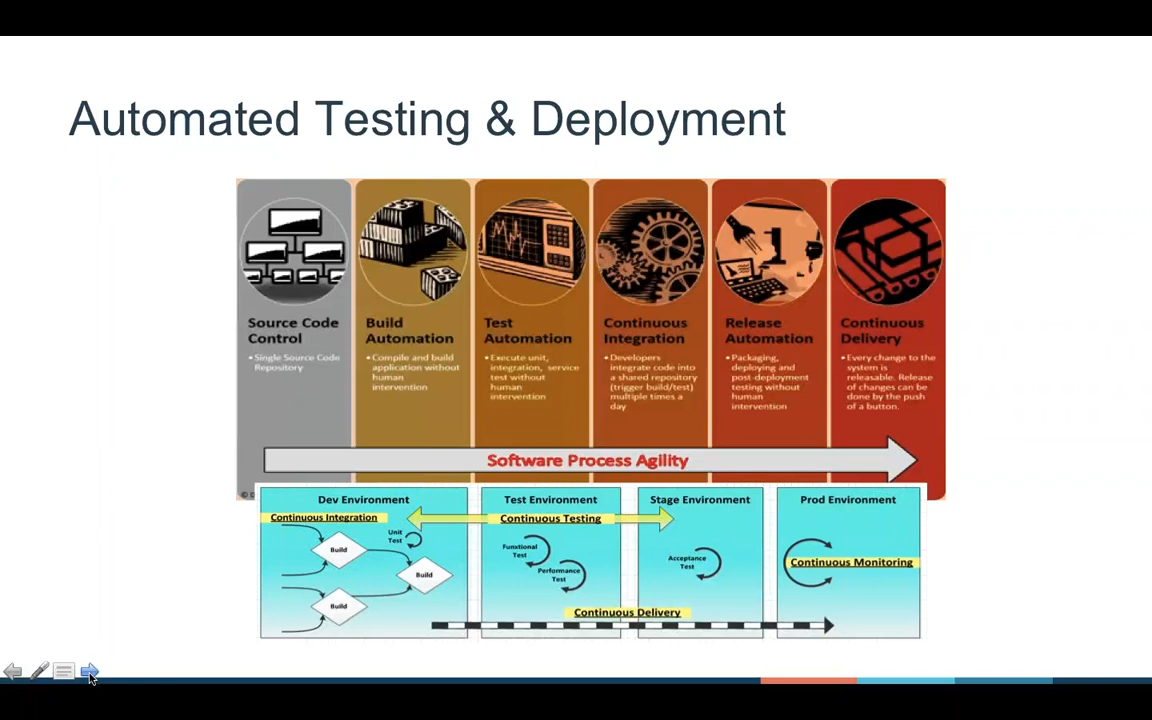 Automated Testing & Deployment
Source Code
Control
• Single Source Code
Repository
Build
Automation
• Compile and build
application without
human
intervention
Test
Automation
• Execute unit,
integration, service
test without
human
intervention
Continuous
Integration
• Developers
integrate code into
a shared repository
(trigger build/test)
multiple times a
day
Release
Automation
• Packaging,
deploying and
post-deployment
testing without
human
intervention
Continuous
Delivery
• Every change to the
system is
releasable. Release
of changes can be
done by the push
of a button.
Software Process Agility
©
Dev Environment
Continuous Integration
Unit
Test
Build
Build
Build
Test Environment
Continuous Testing
Functional
Test
Performance
Test
Stage Environment
Acceptance
Test
Continuous Delivery
Prod Environment
Continuous Monitoring